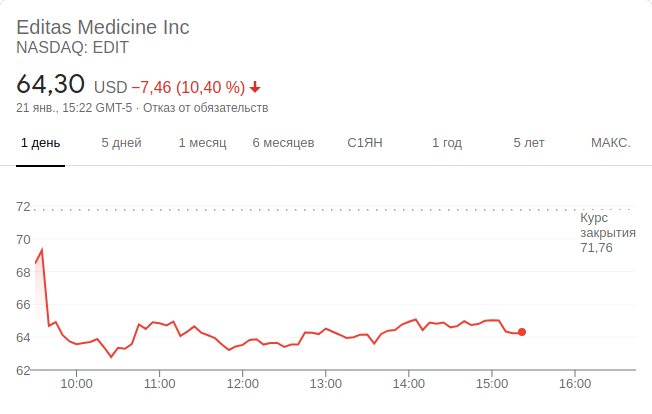 Editas Medicine Inc
NASDAQ: EDIT
64,30 USD −7,46 (10,40 %)
21 янв., 15:22 GMT-5 · Отказ от обязательств
1 день 5 дней 1 месяц 6 месяцев С1ЯН 1 год 5 лет МАКС.
72
Курс
закрытия
71,76
70
68
66
64
62
10:00 11:00 12:00 13:00 14:00 15:00 16:00